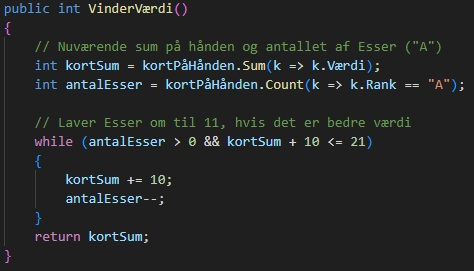 public int VinderVærdi()
{
    // Nuværende sum på hånden og antallet af Esser ("A")
    int kortSum = kortPåHånden.Sum(k => k.Værdi);
    int antalEsser = kortPåHånden.Count(k => k.Rank == "A");

    // Laver Esser om til 11, hvis det er bedre værdi
    while (antalEsser > 0 && kortSum + 10 <= 21)
    {
        kortSum += 10;
        antalEsser--;
    }
    return kortSum;
}